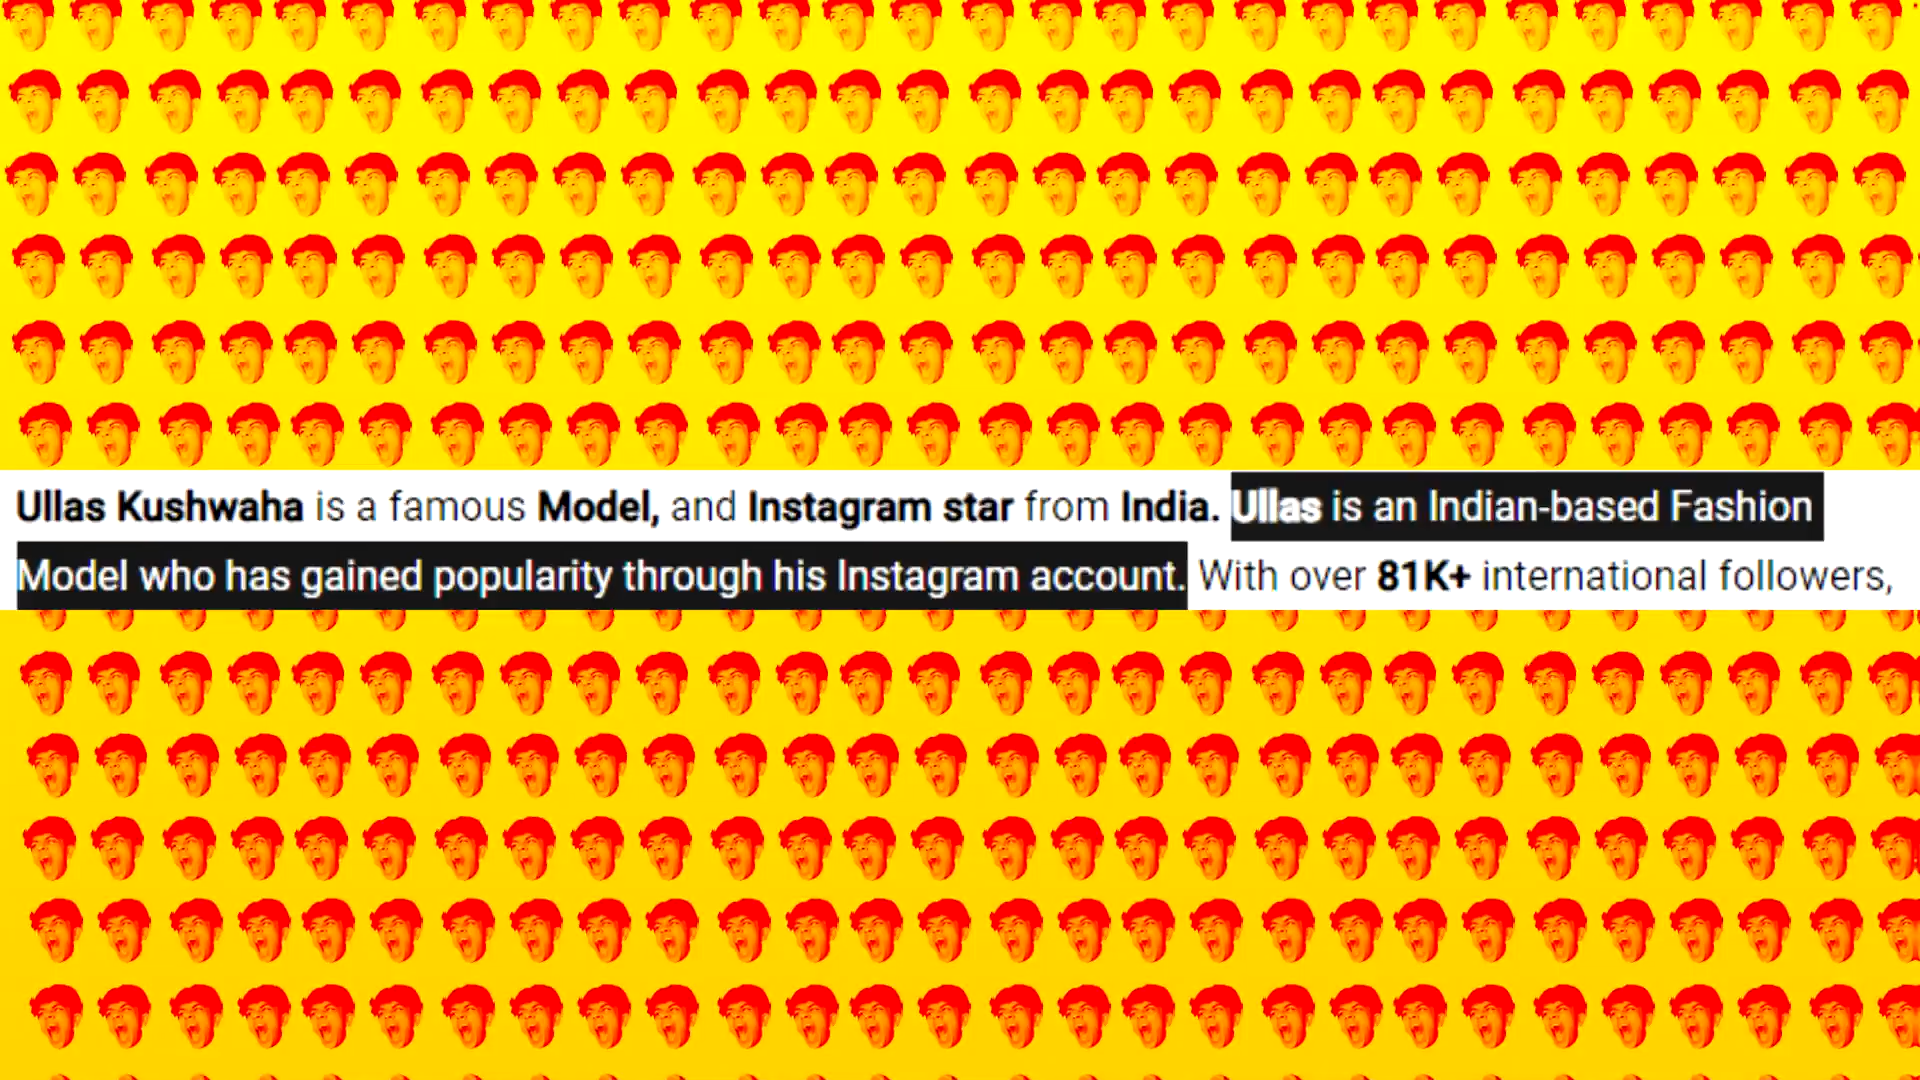 Ullas Kushwaha is a famous Model, and Instagram star from India. Ullas is an Indian-based Fashion
Model who has gained popularity through his Instagram account. With over 81K+ international followers,